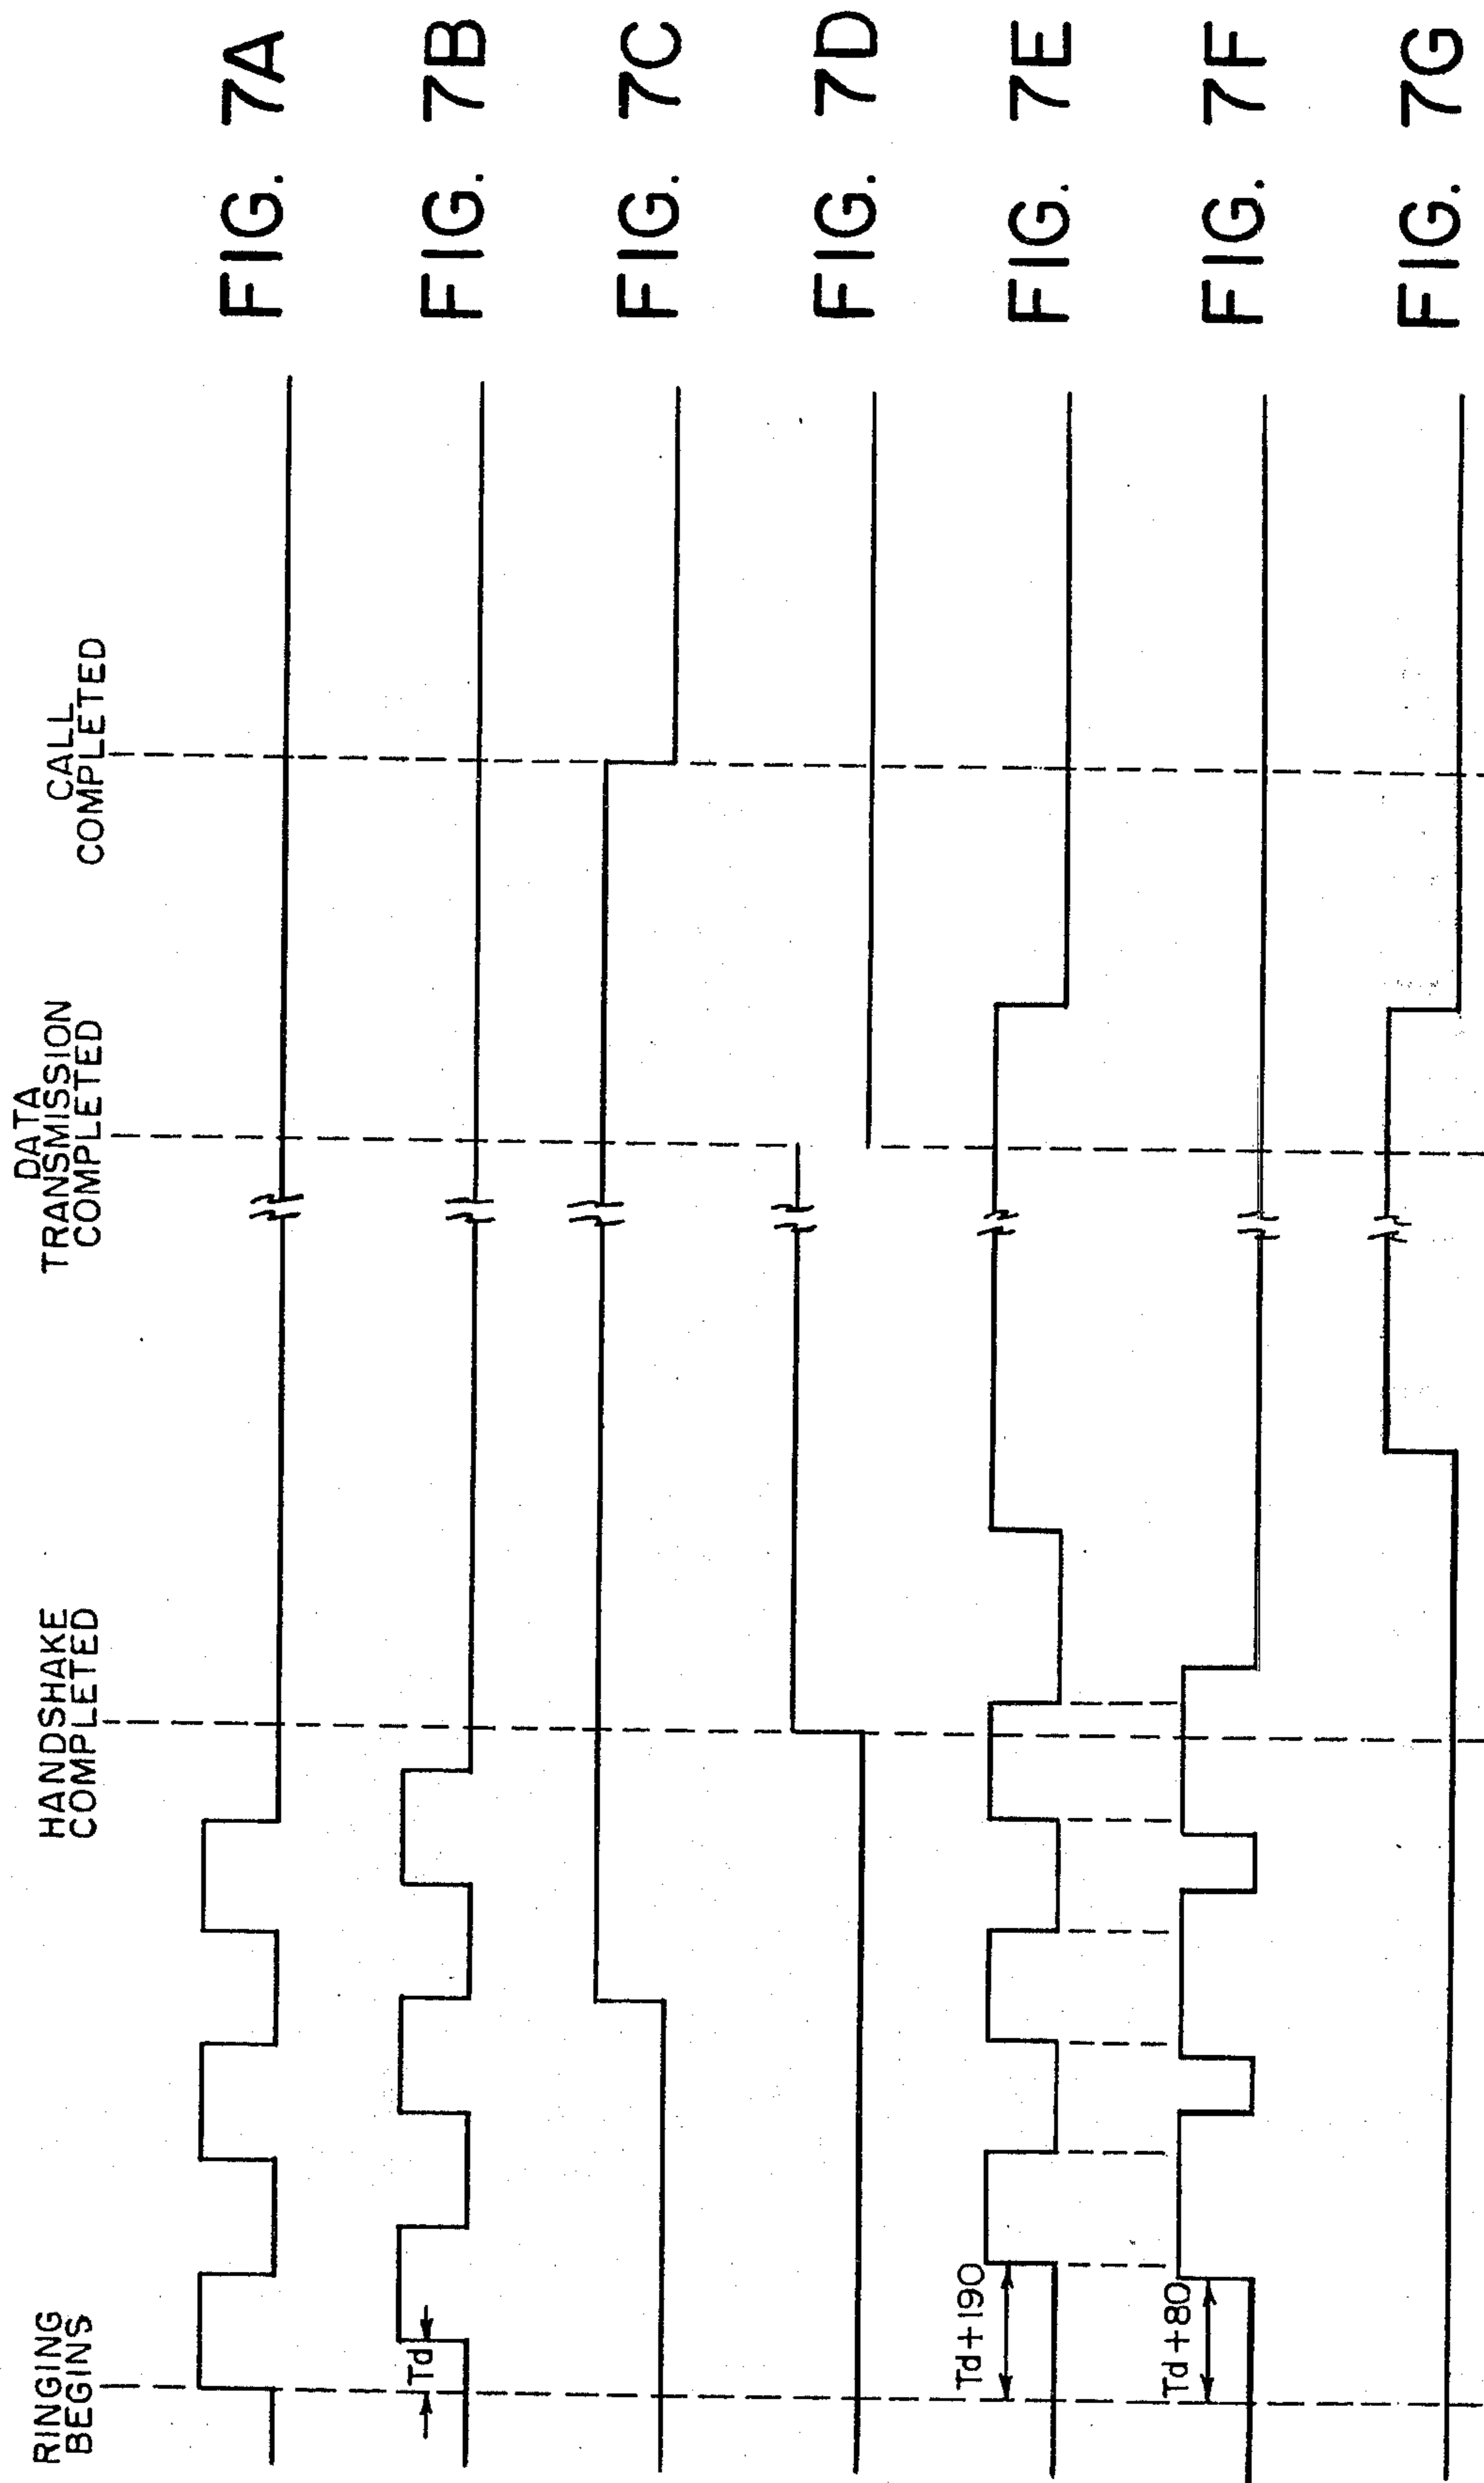 RINGING
BEGINS
HANDSHAKE
COMPLETED
DATA
TRANSMISSION
COMPLETED
CALL
COMPLETED
FIG. 7A
Td
FIG. 7B
FIG. 7C
FIG. 7D
Td+190
FIG. 7E
Td+80
FIG. 7F
FIG. 7G